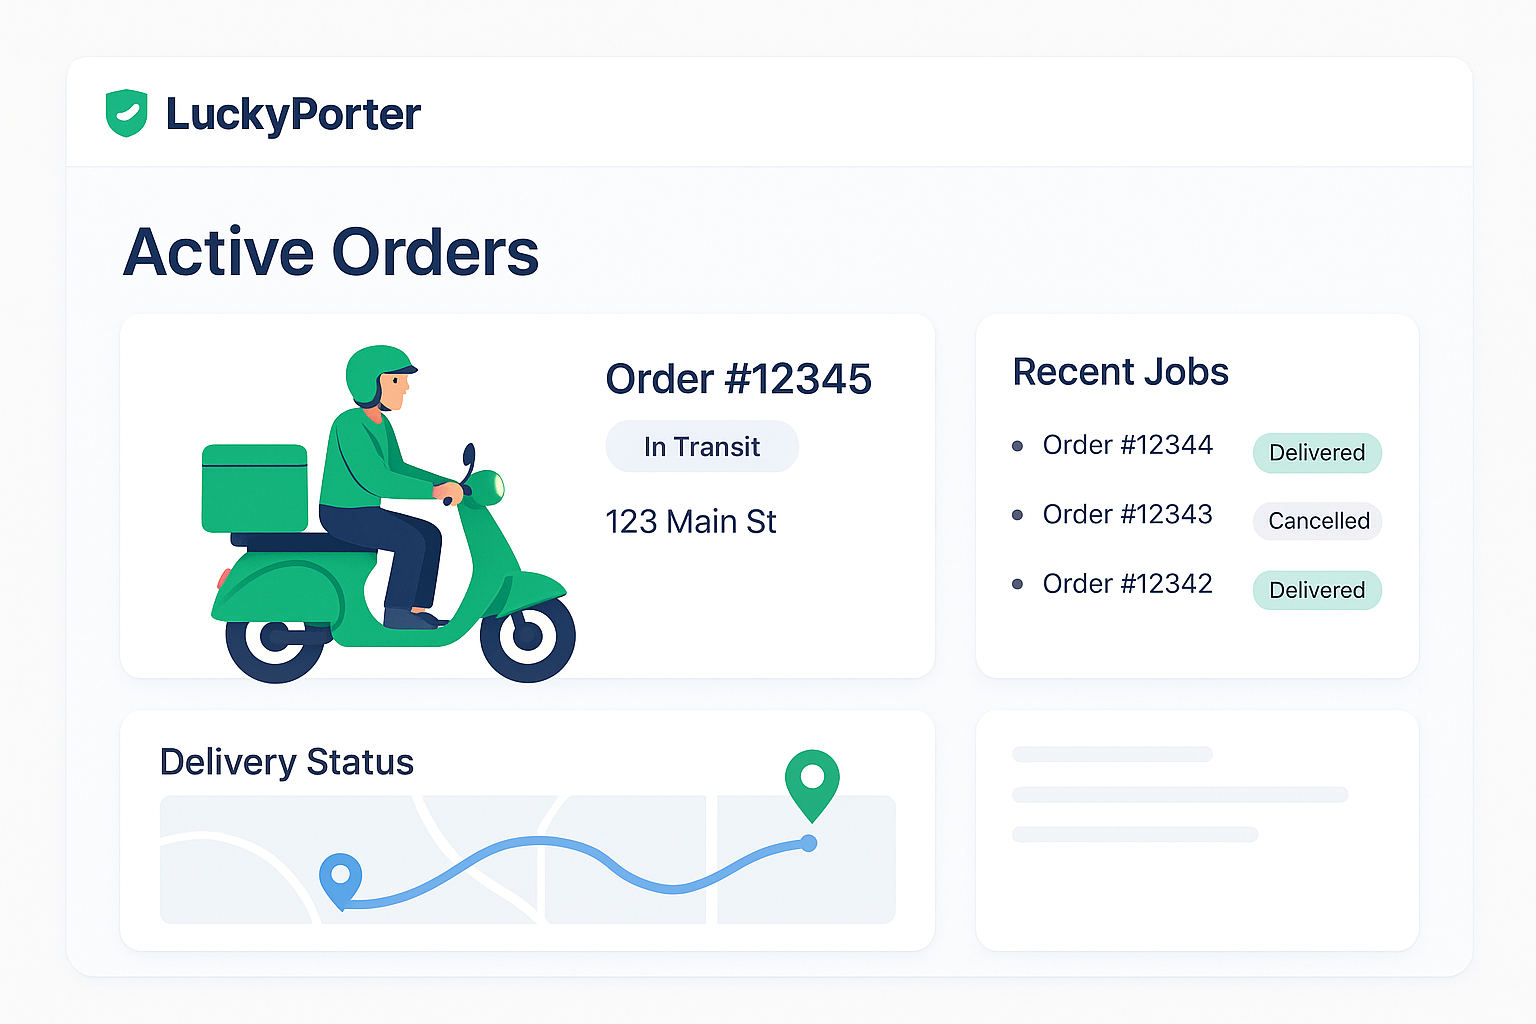 LuckyPorter
Active Orders
Order #12345
In Transit
123 Main St
Recent Jobs
Order #12344 Delivered
Order #12343 Cancelled
Order #12342 Delivered
Delivery Status